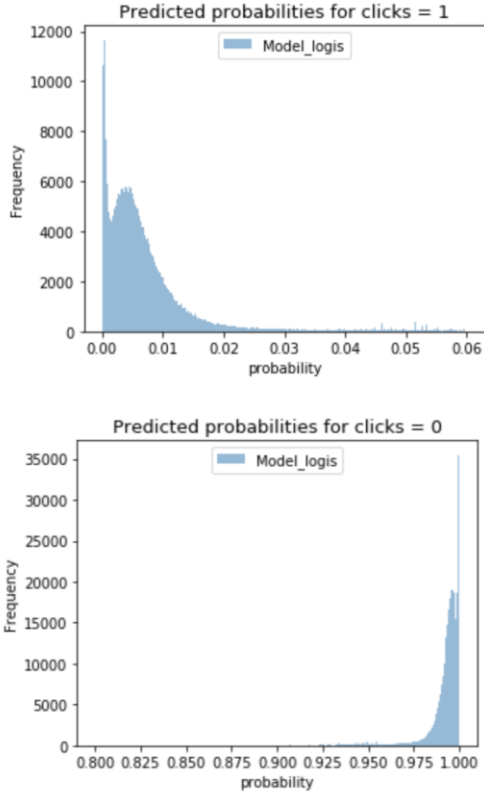 Predicted probabilities for clicks = 1
Model_logis
12000
10000
8000
6000
4000
2000
0
Frequency
0.00 0.01 0.02 0.03 0.04 0.05 0.06
probability
Predicted probabilities for clicks = 0
Model_logis
35000
30000
25000
20000
15000
10000
5000
0
Frequency
0.800 0.825 0.850 0.875 0.900 0.925 0.950 0.975 1.000
probability